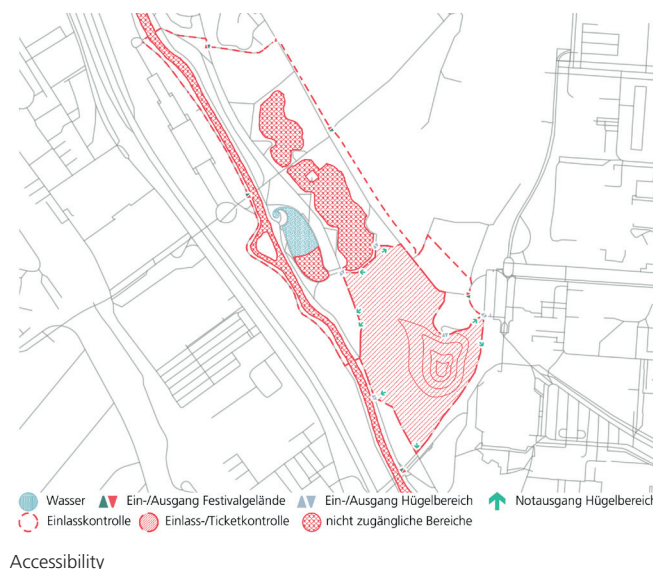 Wasser Ein-/Ausgang Festivalgelände Ein-/Ausgang Hügelbereich Notausgang Hügelbereich
Einlasskontrolle Einlass-/Ticketkontrolle nicht zugängliche Bereiche
Accessibility